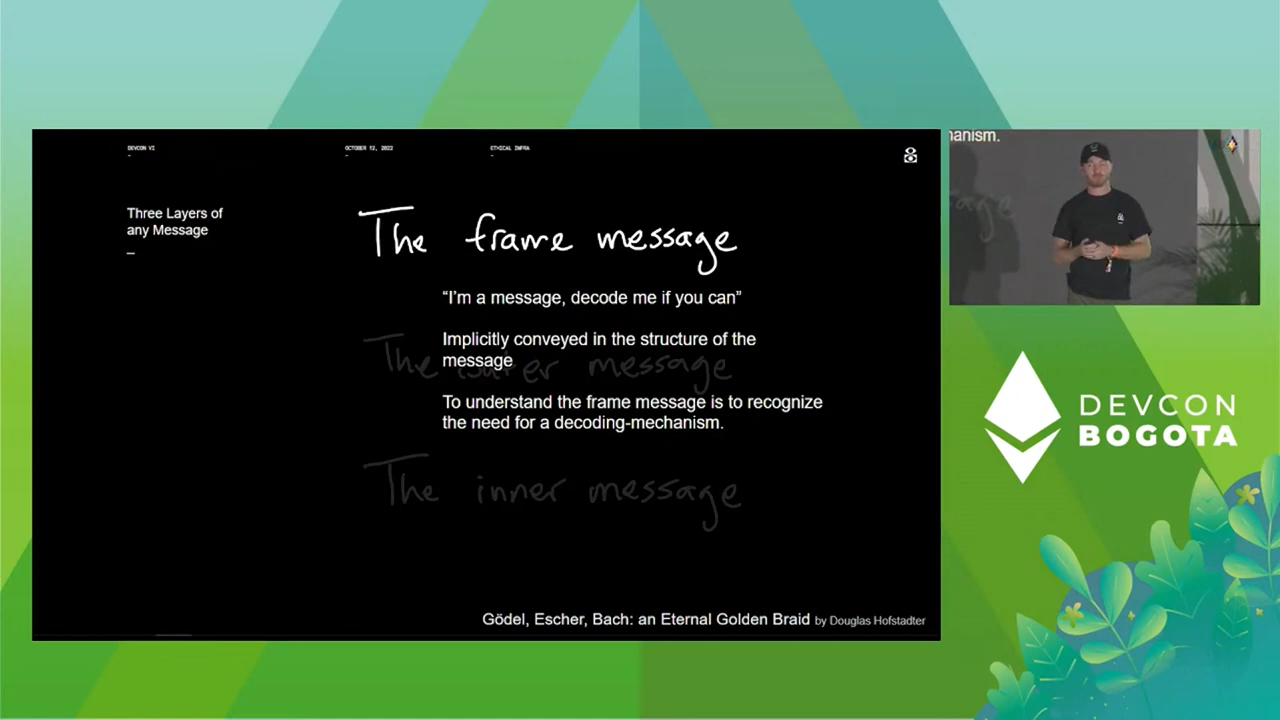 DEVCON VI
OCTOBER 12, 2022
ETHICAL INFRA
Three Layers of
any Message
The frame message
“I'm a message, decode me if you can”
Implicitly conveyed in the structure of the
message
The outer message
To understand the frame message is to recognize
the need for a decoding-mechanism.
The inner message
Gödel, Escher, Bach: an Eternal Golden Braid by Douglas Hofstadter
hanism.
DEVCON
BOGOTA